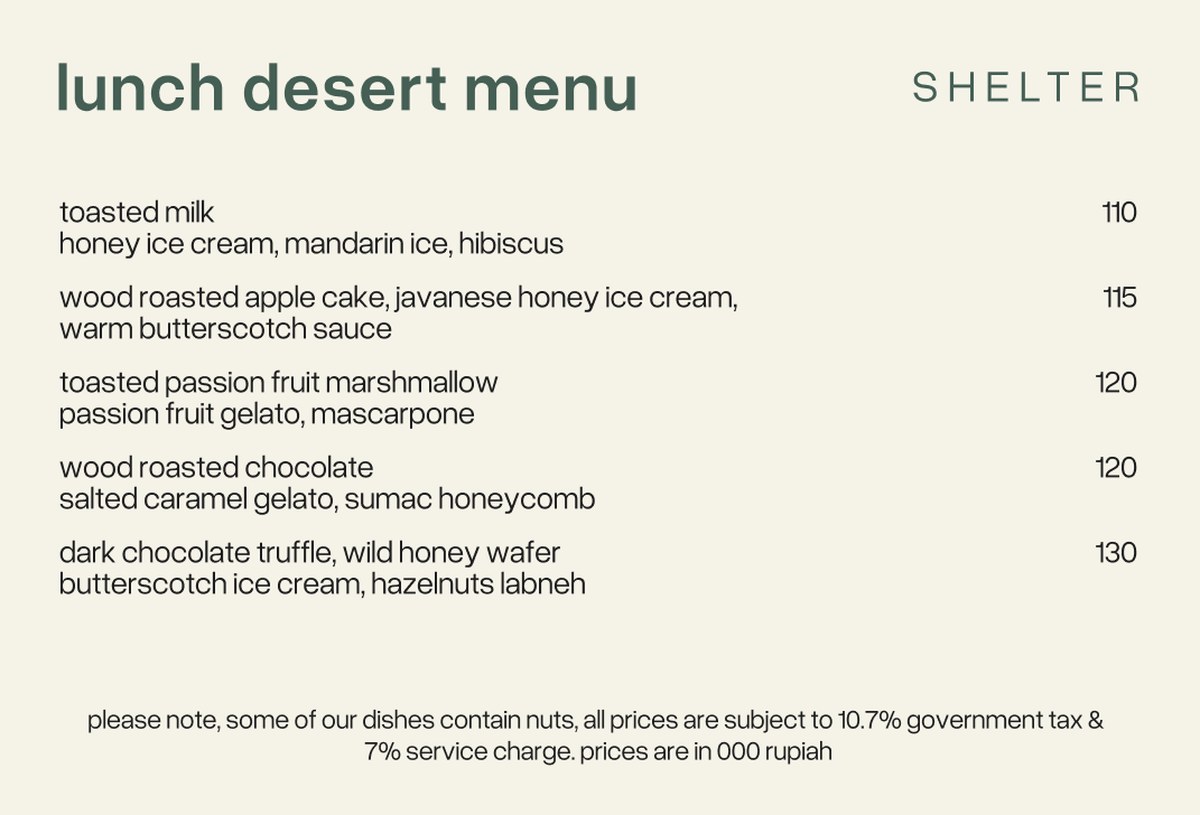 lunch desert menu
SHELTER
toasted milk 110
honey ice cream, mandarin ice, hibiscus
wood roasted apple cake, javanese honey ice cream, 115
warm butterscotch sauce
toasted passion fruit marshmallow 120
passion fruit gelato, mascarpone
wood roasted chocolate 120
salted caramel gelato, sumac honeycomb
dark chocolate truffle, wild honey wafer 130
butterscotch ice cream, hazelnuts labneh
please note, some of our dishes contain nuts, all prices are subject to 10.7% government tax &
7% service charge. prices are in 000 rupiah